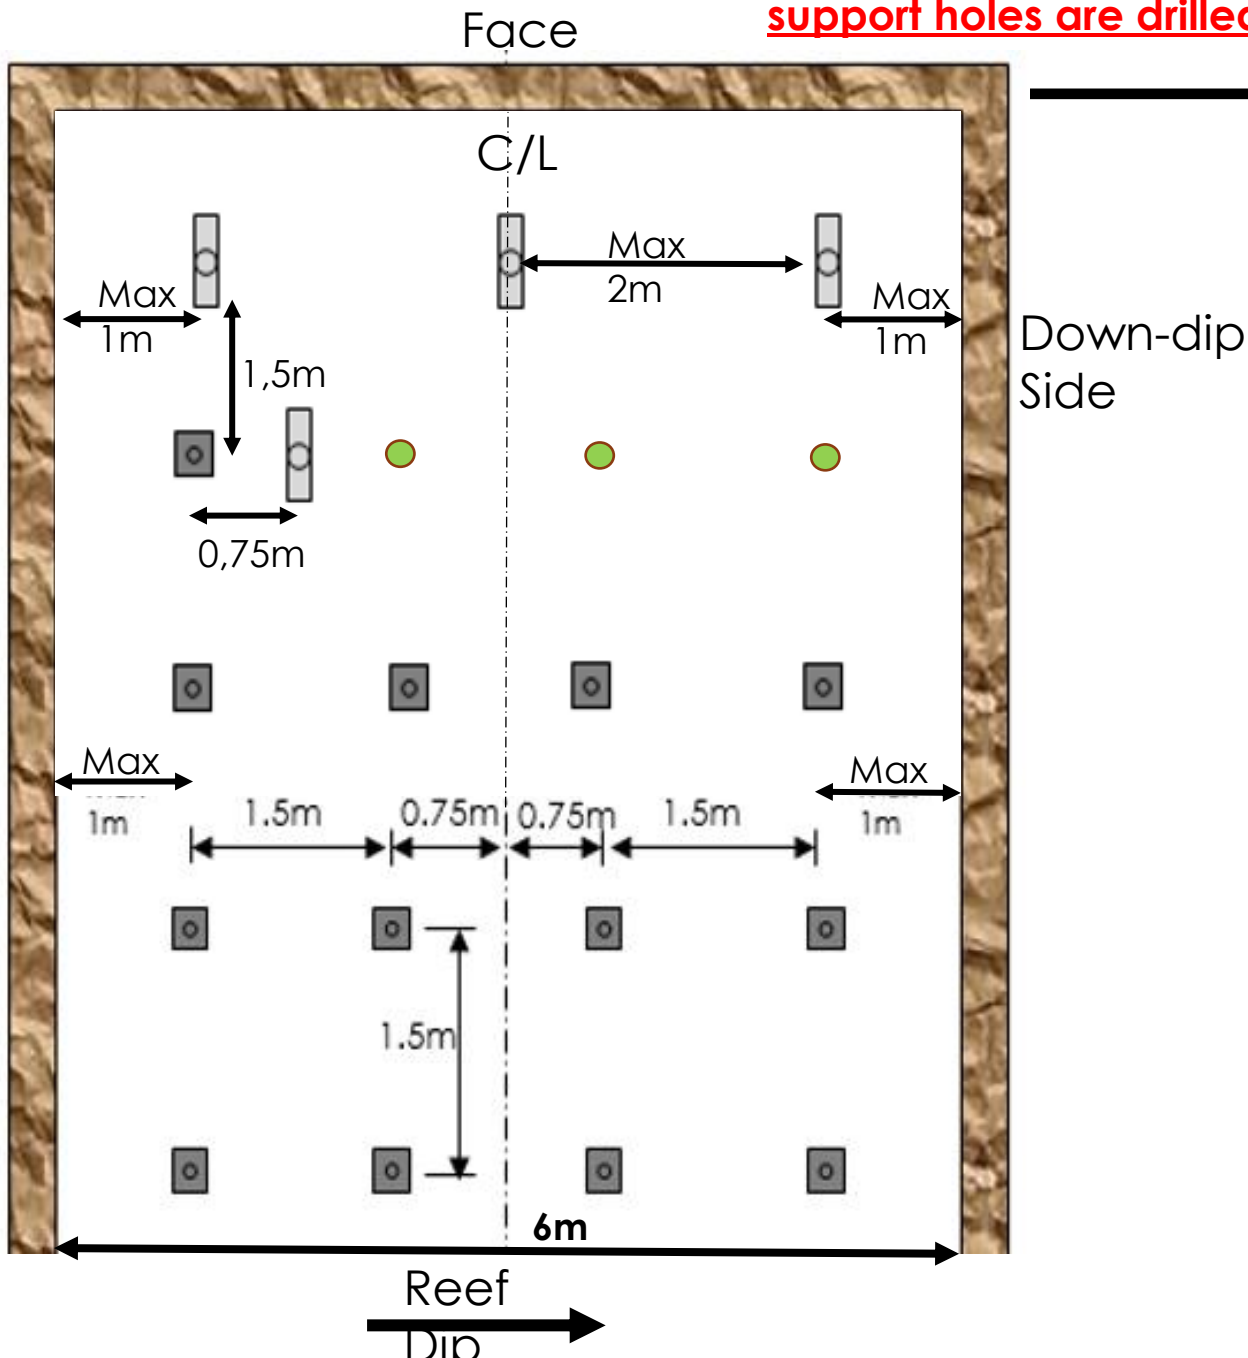 support holes are drilled
Face
C/L
Max
2m
Max
1m
Max
1m
Down-dip
Side
1,5m
0,75m
Max
1m
Max
1m
1.5m
0.75m
0.75m
1.5m
1.5m
6m
Reef
Dip